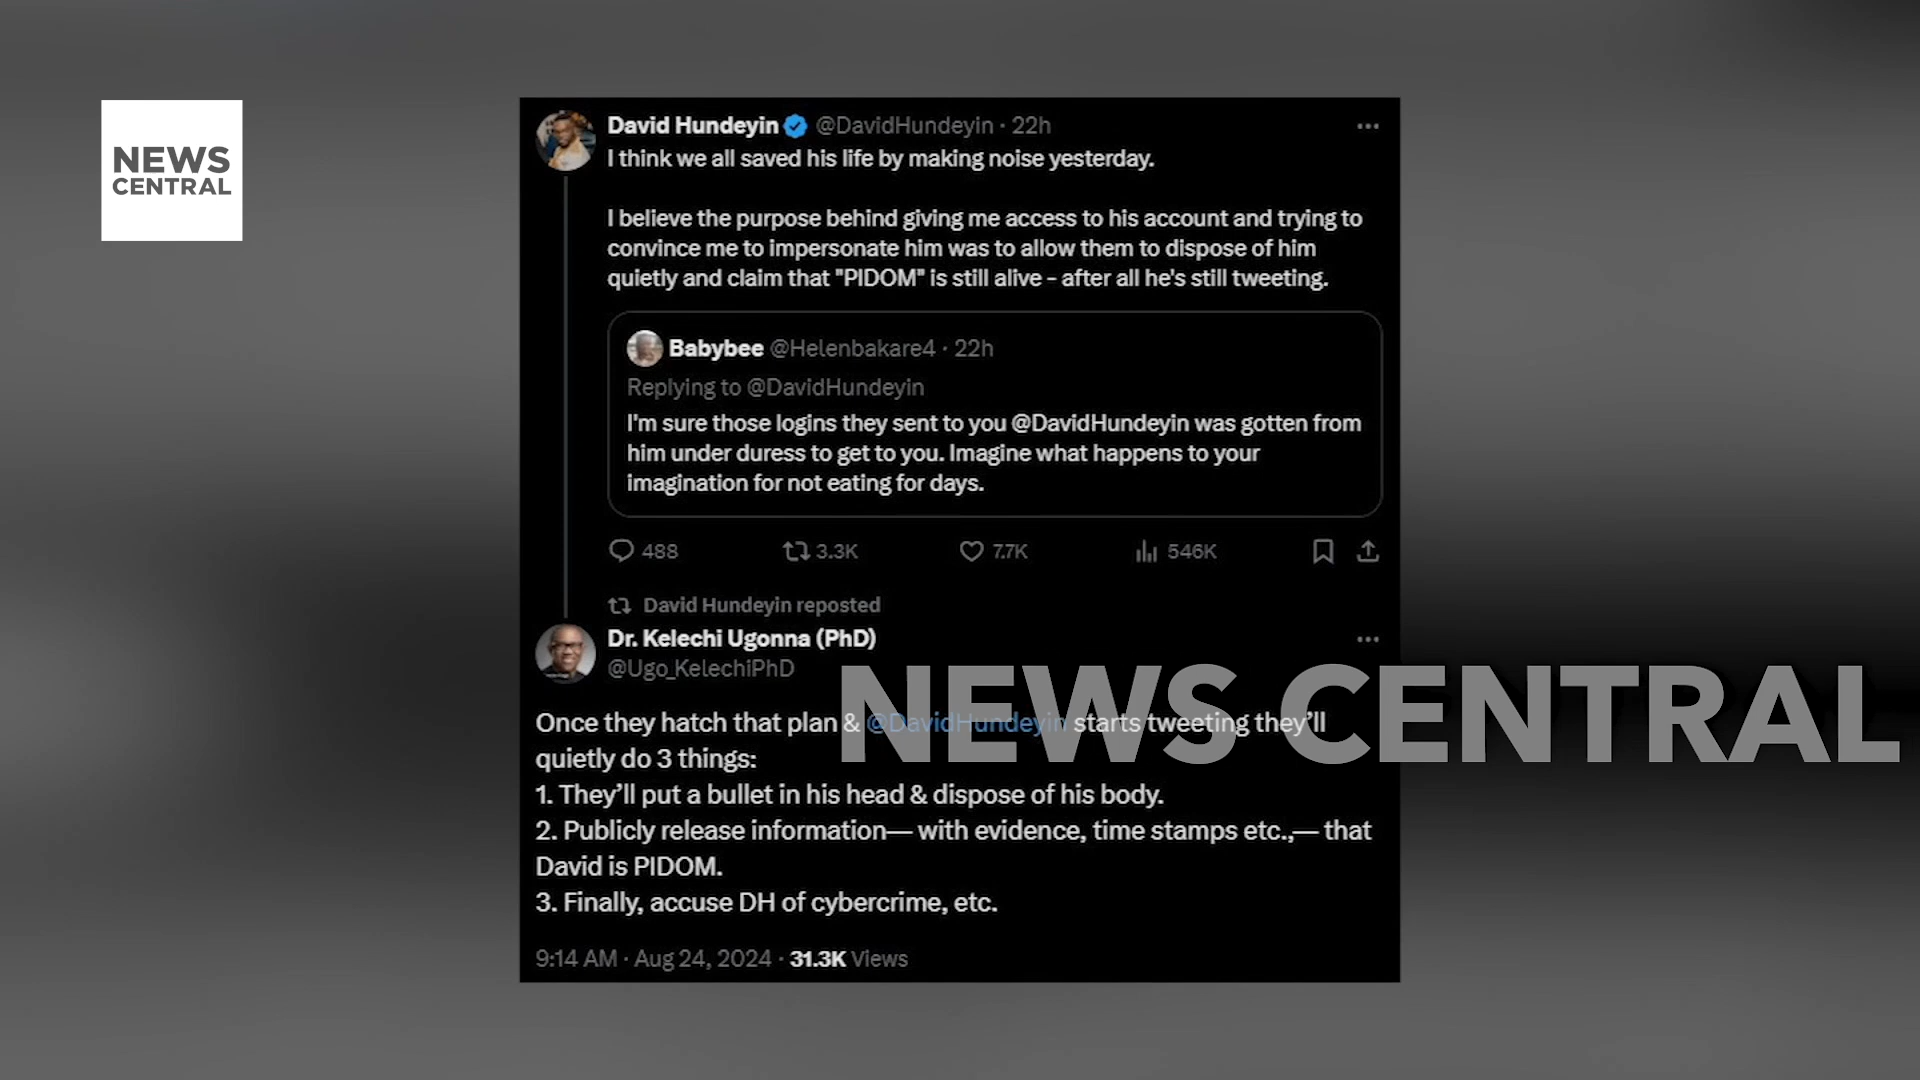 NEWS
CENTRAL
David Hundeyin @DavidHundeyin · 22h
I think we all saved his life by making noise yesterday.
I believe the purpose behind giving me access to his account and trying to
convince me to impersonate him was to allow them to dispose of him
quietly and claim that "PIDOM" is still alive - after all he's still tweeting.
Babybee @Helenbakare4 · 22h
Replying to @DavidHundeyin
I'm sure those logins they sent to you @DavidHundeyin was gotten from
him under duress to get to you. Imagine what happens to your
imagination for not eating for days.
488 3.3K 7.7K 546K
David Hundeyin reposted
Dr. Kelechi Ugonna (PhD)
@Ugo_KelechiPhD
NEWS CENTRAL
Once they hatch that plan & @DavidHundeyin starts tweeting they’ll
quietly do 3 things:
1. They’ll put a bullet in his head & dispose of his body.
2. Publicly release information— with evidence, time stamps etc.,— that
David is PIDOM.
3. Finally, accuse DH of cybercrime, etc.
9:14 AM · Aug 24, 2024 · 31.3K Views